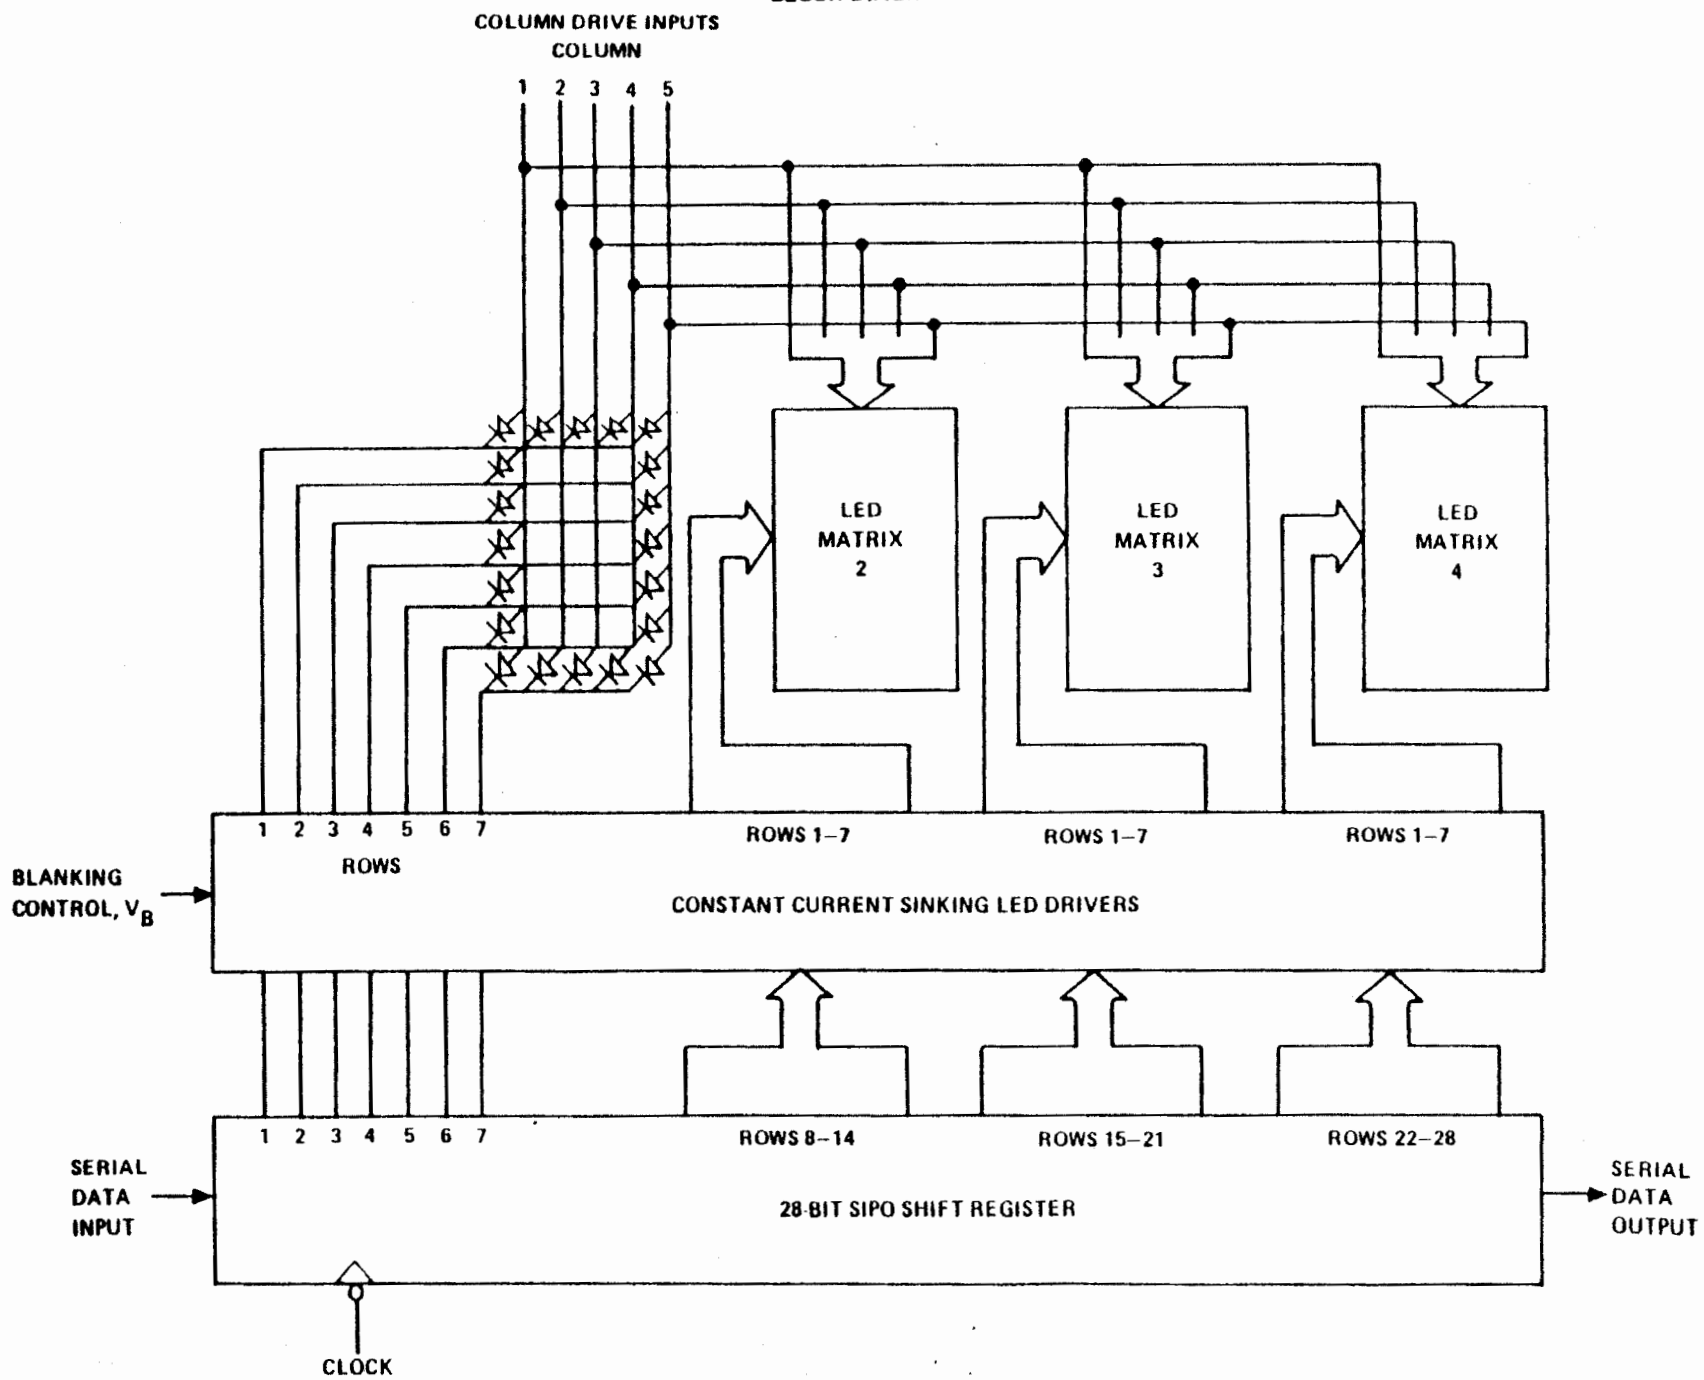 COLUMN DRIVE INPUTS
COLUMN
1 2 3 4 5
LED
MATRIX
2
LED
MATRIX
3
LED
MATRIX
4
1 2 3 4 5 6 7
ROWS
ROWS 1–7
ROWS 1–7
ROWS 1–7
BLANKING
CONTROL, VB
CONSTANT CURRENT SINKING LED DRIVERS
1 2 3 4 5 6 7
ROWS 8–14
ROWS 15–21
ROWS 22–28
SERIAL
DATA
INPUT
28-BIT SIPO SHIFT REGISTER
SERIAL
DATA
OUTPUT
CLOCK